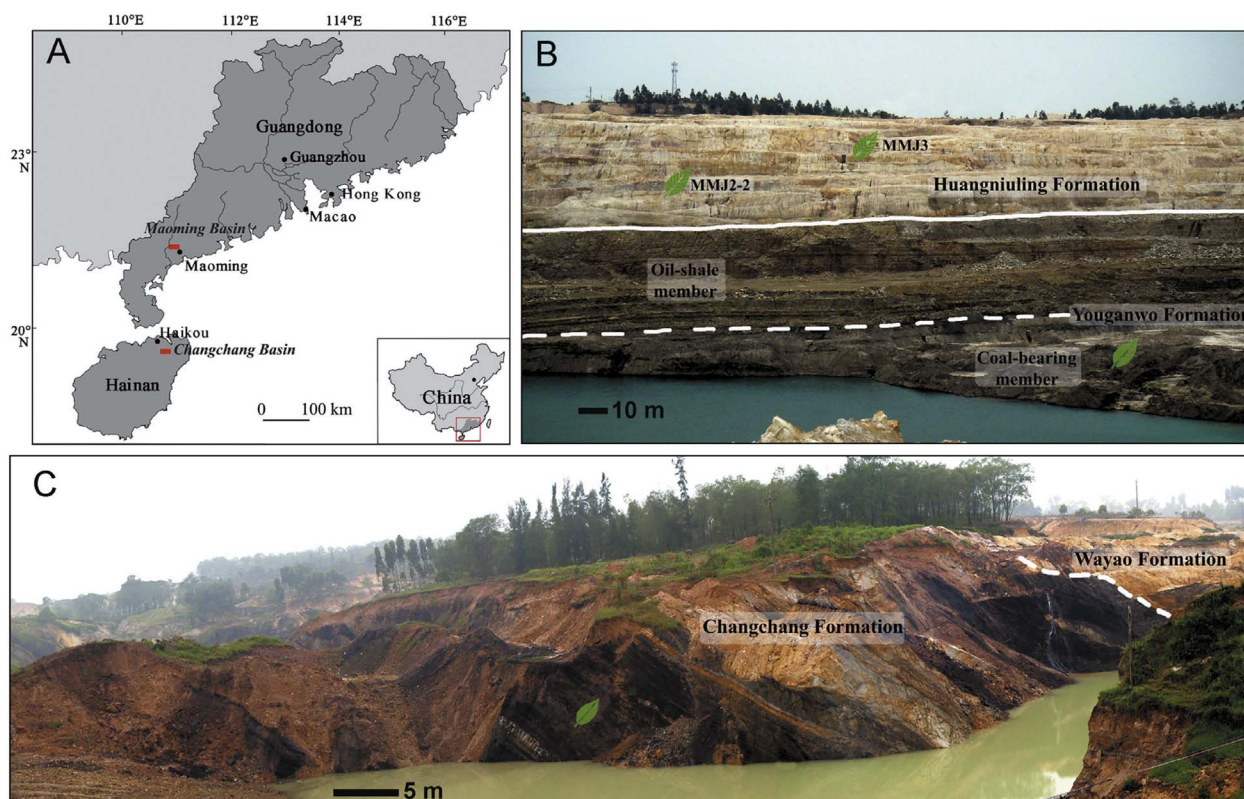 110°E 112°E 114°E
A
Guangdong
23°
N
Guangzhou
Hong Kong
Macao
Maoming Basin
Maoming
20°
N
Haikou
Changchang Basin
Hainan
0 100 km
China
B
MMJ3
MMJ2-2
Huangniuling Formation
Oil-shale
member
Youganwo Formation
Coal-bearing
member
10 m
C
Wayao Formation
Changchang Formation
5 m